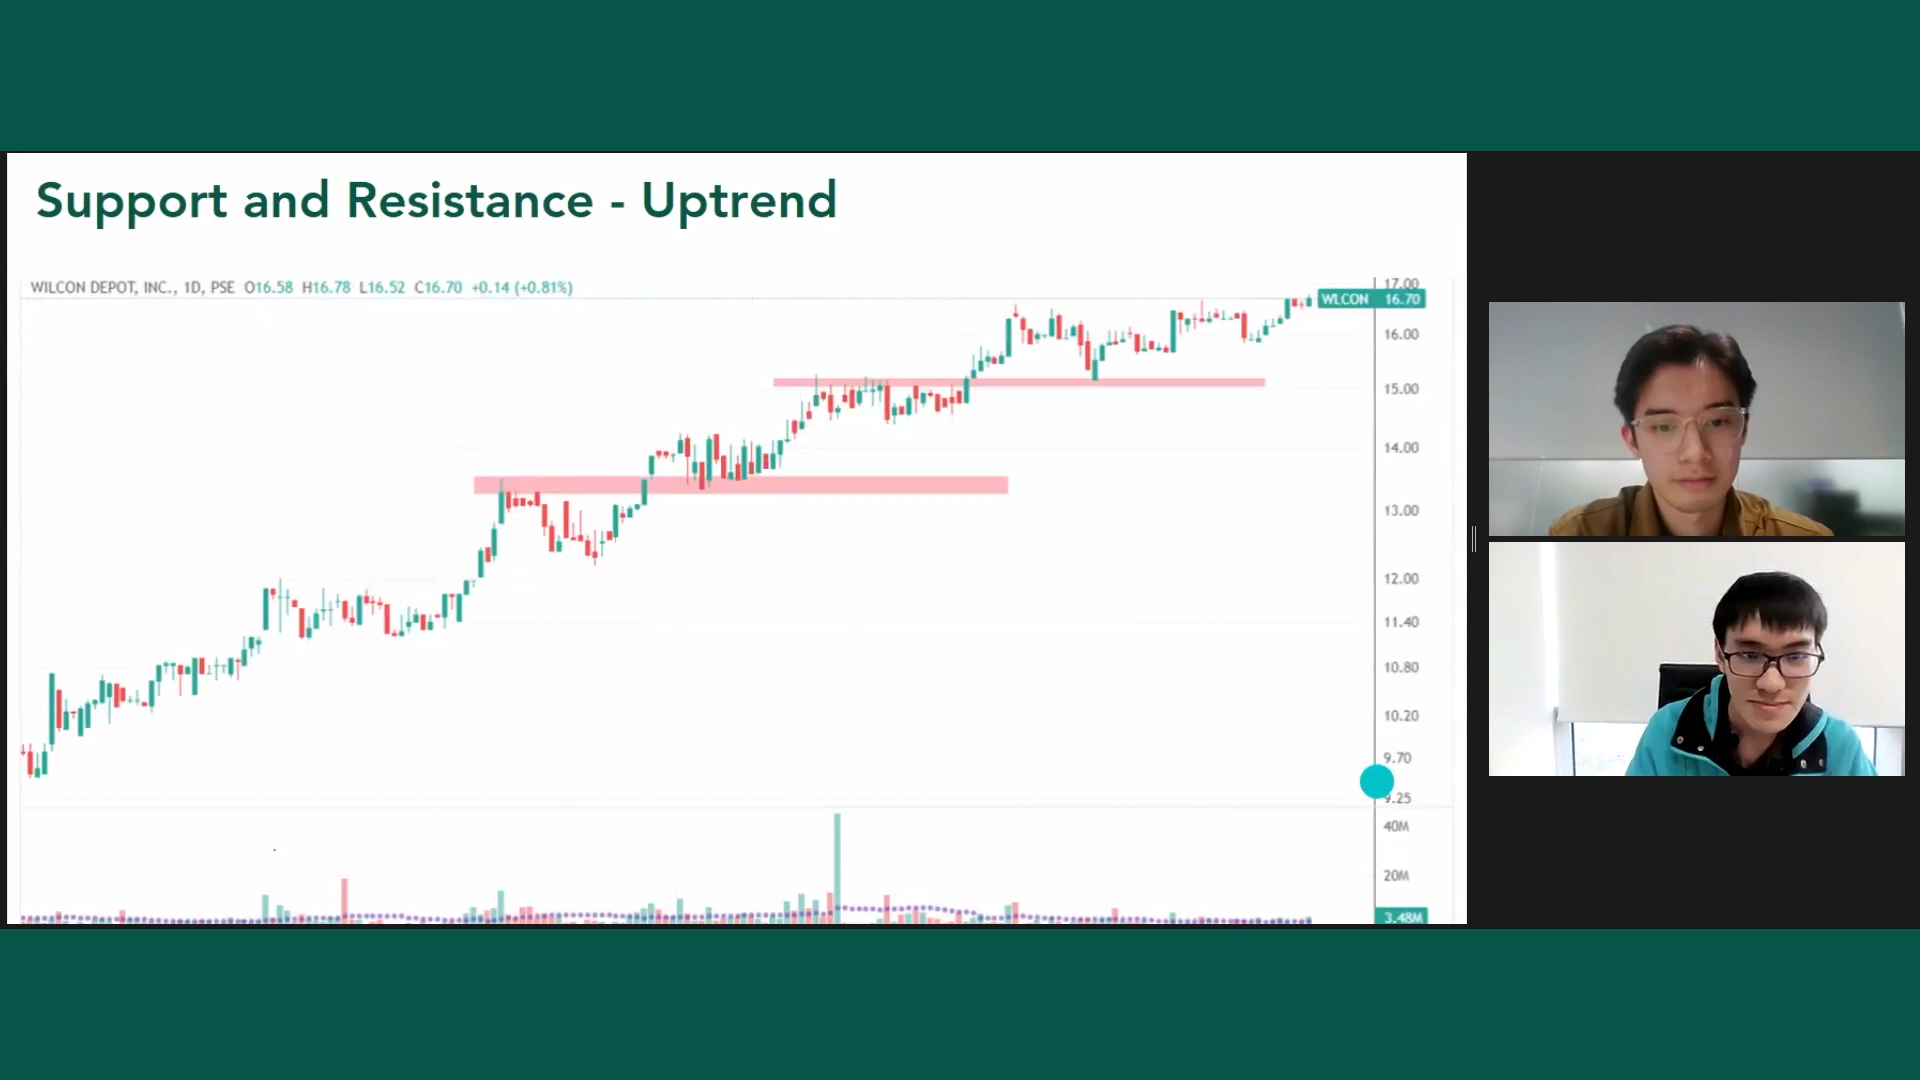 Support and Resistance - Uptrend
WILCON DEPOT, INC., 1D, PSE O16.58 H16.78 L16.52 C16.70 +0.14 (+0.81%)
17.00
WLCON 16.70
16.00
15.00
14.00
13.00
12.00
11.40
10.80
10.20
9.70
9.25
40M
20M
3.48M